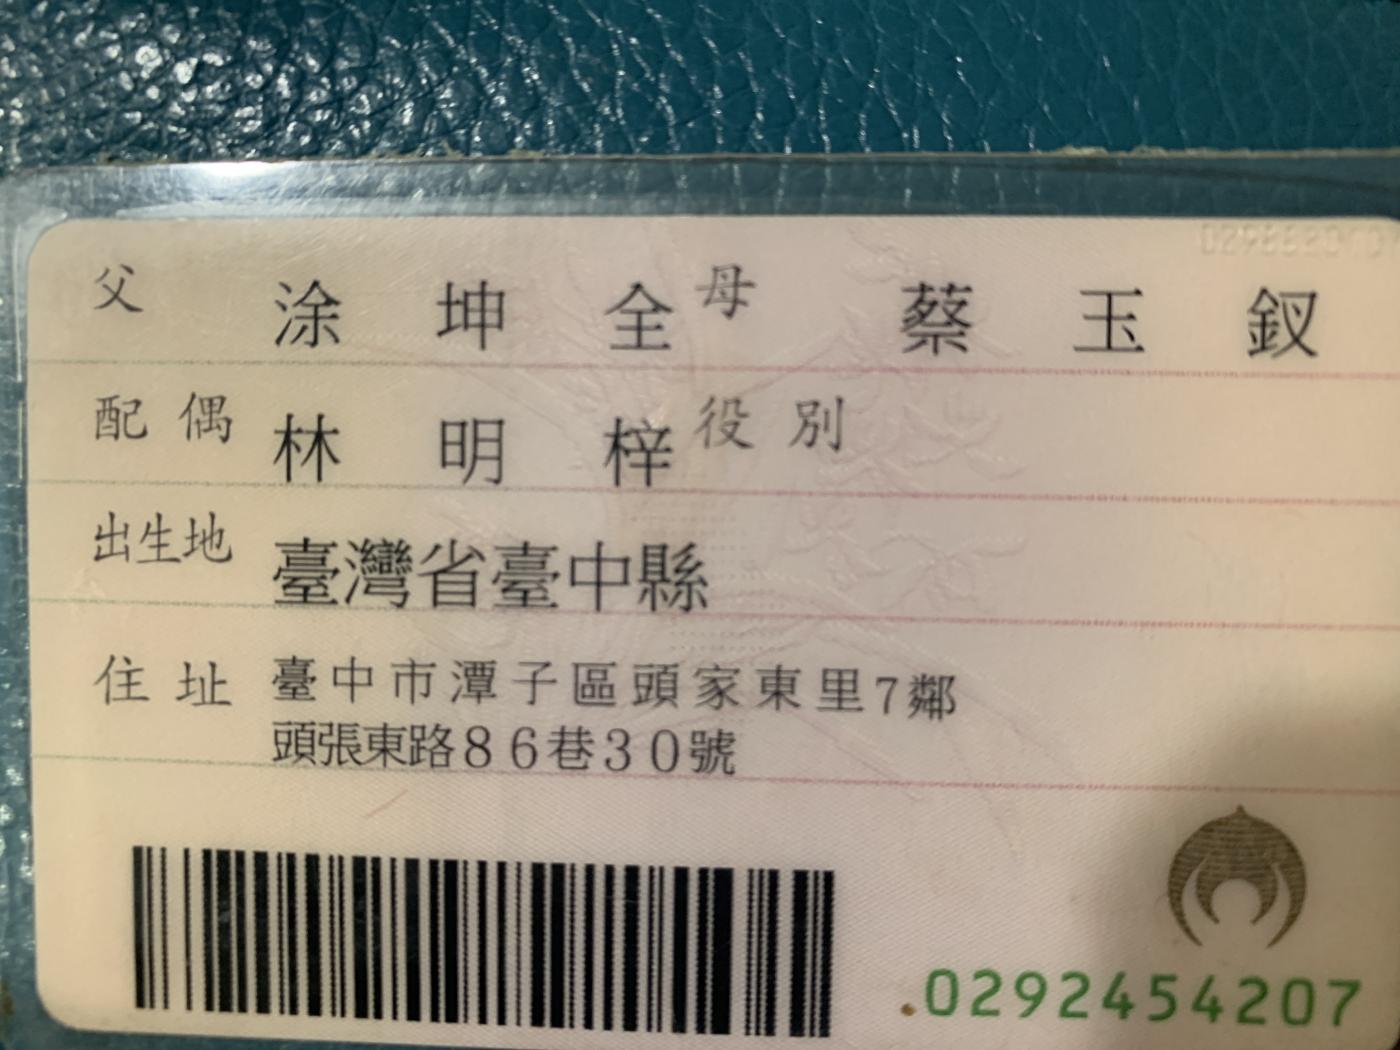 父 涂坤全 母 蔡玉釵
配偶 林明梓 役別
出生地 臺灣省臺中縣
住址 臺中市潭子區頭家東里7鄰
頭張東路86巷30號
0292454207